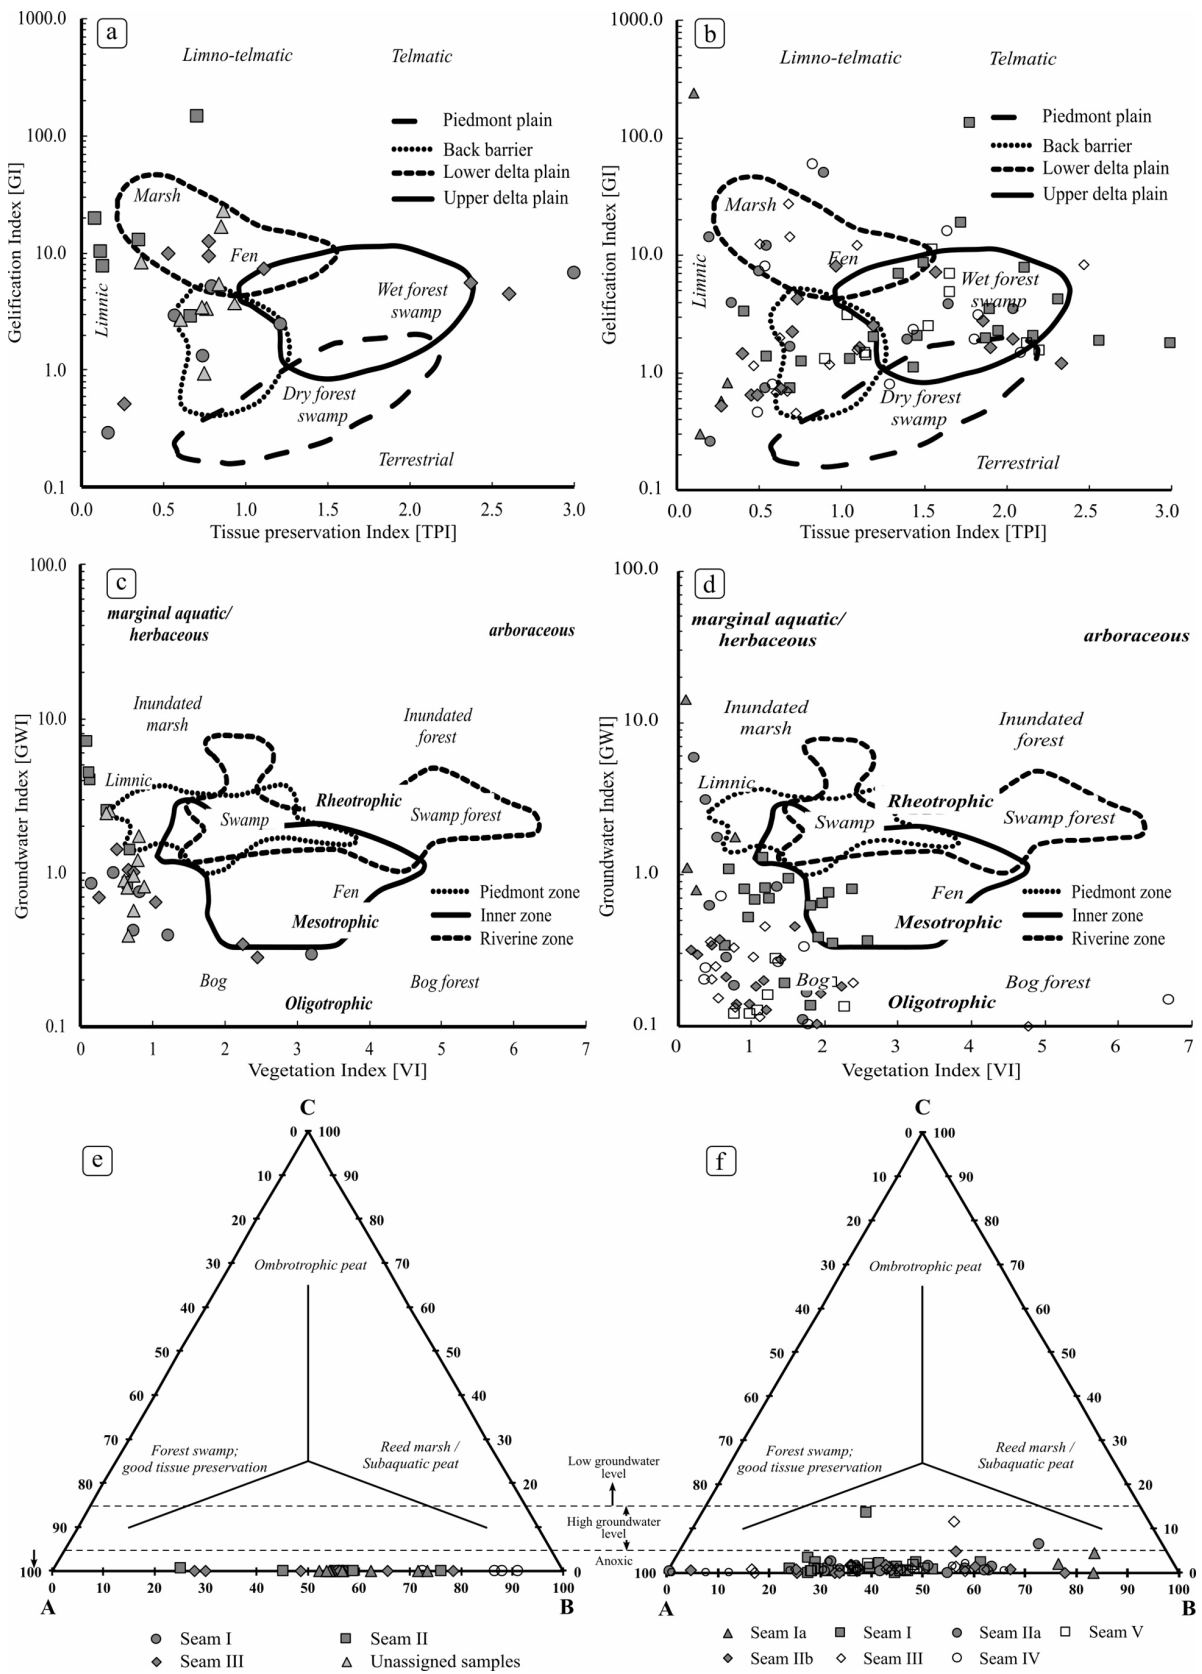 a
1000.0
100.0
10.0
1.0
0.1
Gelification Index [GI]
Limno-telmatic
Telmatic
Piedmont plain
Back barrier
Lower delta plain
Upper delta plain
Marsh
Fen
Limnic
Wet forest
swamp
Dry forest
swamp
Terrestrial
0.0 0.5 1.0 1.5 2.0 2.5 3.0
Tissue preservation Index [TPI]
b
1000.0
100.0
10.0
1.0
0.1
Gelification Index [GI]
Limno-telmatic
Telmatic
Piedmont plain
Back barrier
Lower delta plain
Upper delta plain
Marsh
Fen
Limnic
Wet forest
swamp
Dry forest
swamp
Terrestrial
0.0 0.5 1.0 1.5 2.0 2.5 3.0
Tissue preservation Index [TPI]
c
100.0
10.0
1.0
0.1
Groundwater Index [GWI]
marginal aquatic/
herbaceous
arboraceous
Inundated
marsh
Inundated
forest
Limnic
Rheotrophic
Swamp
Swamp forest
Fen
Mesotrophic
Piedmont zone
Inner zone
Riverine zone
Bog
Bog forest
Oligotrophic
0 1 2 3 4 5 6 7
Vegetation Index [VI]
d
100.0
10.0
1.0
0.1
Groundwater Index [GWI]
marginal aquatic/
herbaceous
arboraceous
Inundated
marsh
Inundated
forest
Limnic
Rheotrophic
Swamp
Swamp forest
Fen
Mesotrophic
Piedmont zone
Inner zone
Riverine zone
Bog
Bog forest
Oligotrophic
0 1 2 3 4 5 6 7
Vegetation Index [VI]
e
C
0 100
10 90
20 80
30 70
40 60
50 50
60 40
70 30
80 20
90
100 0
Ombrotrophic peat
Forest swamp;
good tissue preservation
Reed marsh /
Subaquatic peat
0 10 20 30 40 50 60 70 80 90 100
A B
Seam I
Seam II
Seam III
Unassigned samples
Low groundwater
level
High groundwater
level
Anoxic
f
C
0 100
10 90
20 80
30 70
40 60
50 50
60 40
70 30
80 20
10
100 0
Ombrotrophic peat
Forest swamp;
good tissue preservation
Reed marsh /
Subaquatic peat
0 10 20 30 40 50 60 70 80 90 100
A B
Seam Ia
Seam I
Seam IIa
Seam V
Seam IIb
Seam III
Seam IV